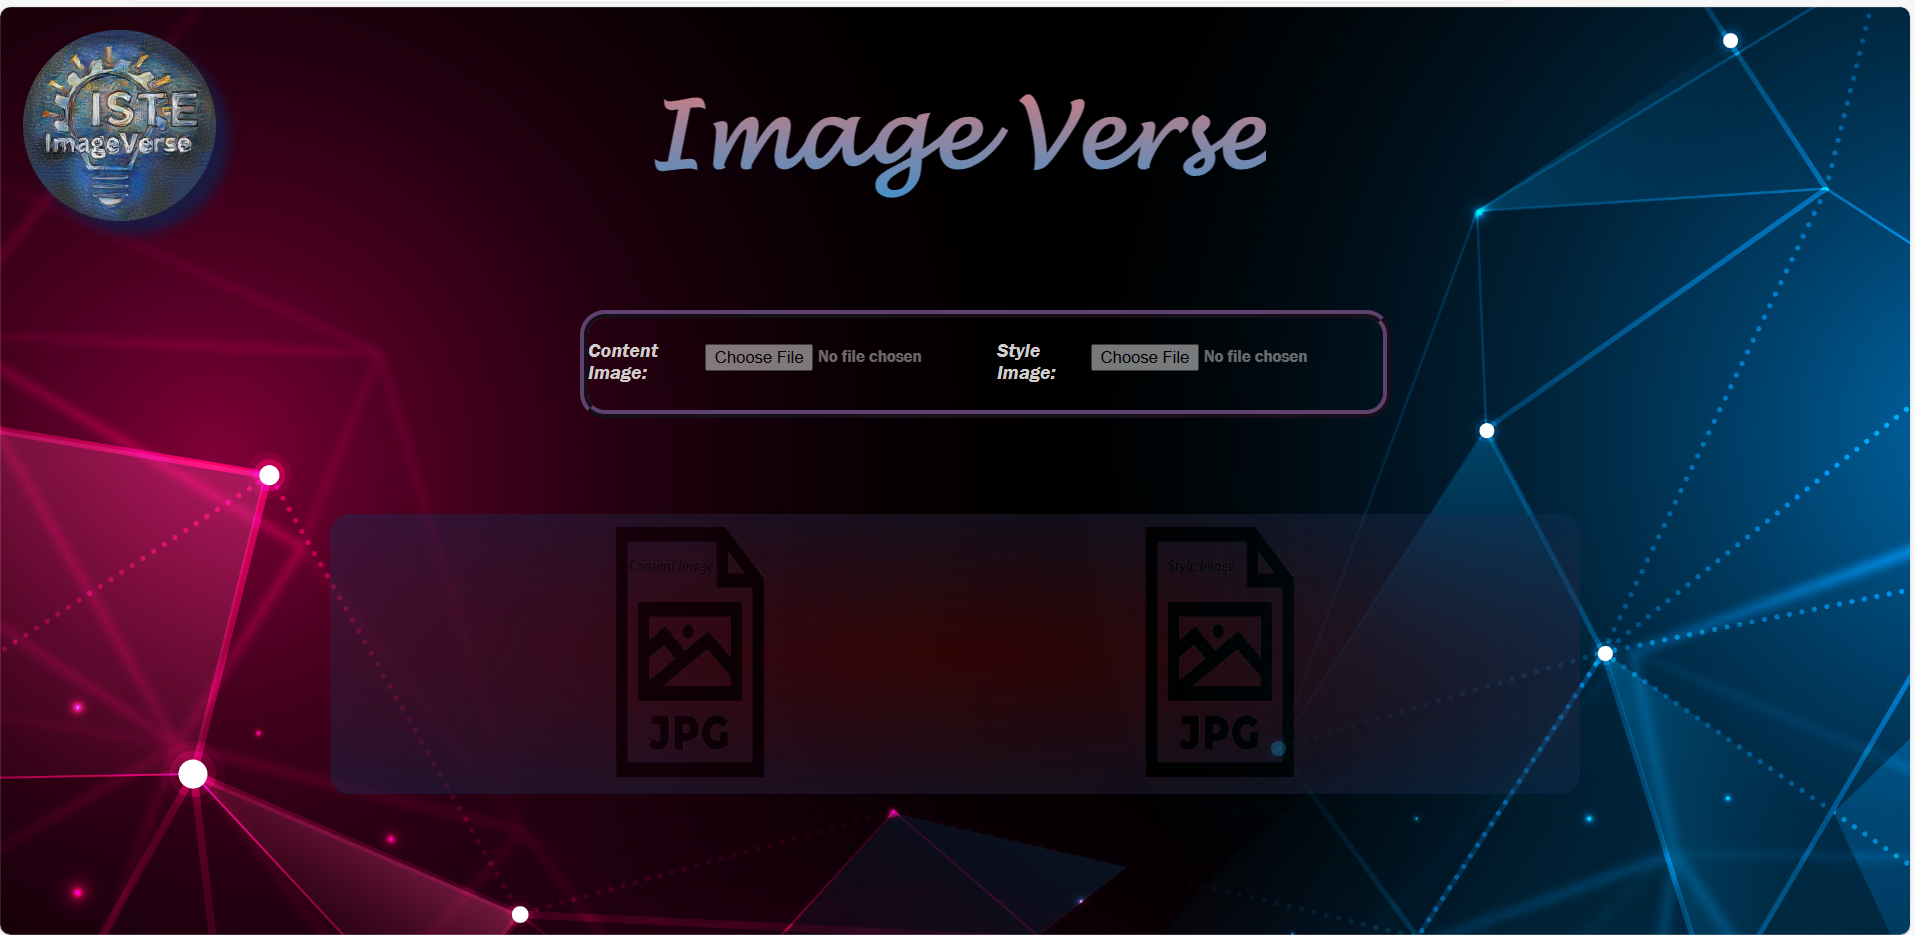 ISTE
ImageVerse
Image Verse
Content
Image:
Choose File No file chosen
Style
Image:
Choose File No file chosen
Content Image
JPG
Style Image
JPG